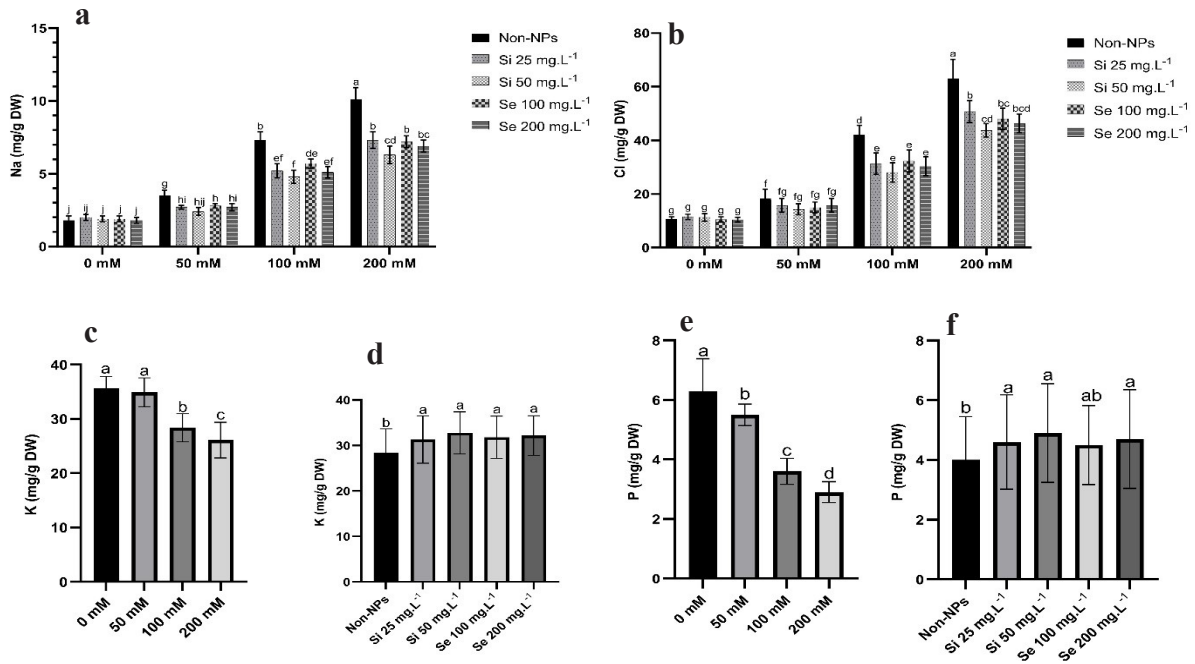 a
Na (mg/g DW)
15
10
5
0
j ij j j j
g hi hij h hi
b ef f de ef
a b cd b bc
0 mM 50 mM 100 mM 200 mM
Non-NPs
Si 25 mg.L-1
Si 50 mg.L-1
Se 100 mg.L-1
Se 200 mg.L-1
b
Cl (mg/g DW)
80
60
40
20
0
g g g g g
f fg fg fg fg
d e e e e
a b cd bc bcd
0 mM 50 mM 100 mM 200 mM
Non-NPs
Si 25 mg.L-1
Si 50 mg.L-1
Se 100 mg.L-1
Se 200 mg.L-1
c
K (mg/g DW)
40
30
20
10
0
a a b c
0 mM 50 mM 100 mM 200 mM
d
K (mg/g DW)
40
30
20
10
0
b a a a a
Non-NPs Si 25 mg.L-1 Si 50 mg.L-1 Se 100 mg.L-1 Se 200 mg.L-1
e
P (mg/g DW)
8
6
4
2
0
a b c d
0 mM 50 mM 100 mM 200 mM
f
P (mg/g DW)
8
6
4
2
0
b a a ab a
Non-NPs Si 25 mg.L-1 Si 50 mg.L-1 Se 100 mg.L-1 Se 200 mg.L-1